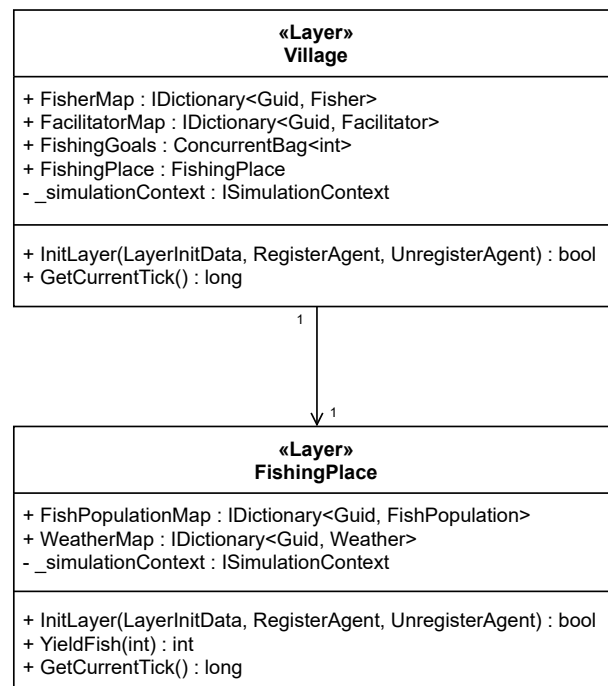 «Layer»
Village
+ FisherMap : IDictionary<Guid, Fisher>
+ FacilitatorMap : IDictionary<Guid, Facilitator>
+ FishingGoals : ConcurrentBag<int>
+ FishingPlace : FishingPlace
- _simulationContext : ISimulationContext
+ InitLayer(LayerInitData, RegisterAgent, UnregisterAgent) : bool
+ GetCurrentTick() : long
1
1
«Layer»
FishingPlace
+ FishPopulationMap : IDictionary<Guid, FishPopulation>
+ WeatherMap : IDictionary<Guid, Weather>
- _simulationContext : ISimulationContext
+ InitLayer(LayerInitData, RegisterAgent, UnregisterAgent) : bool
+ YieldFish(int) : int
+ GetCurrentTick() : long